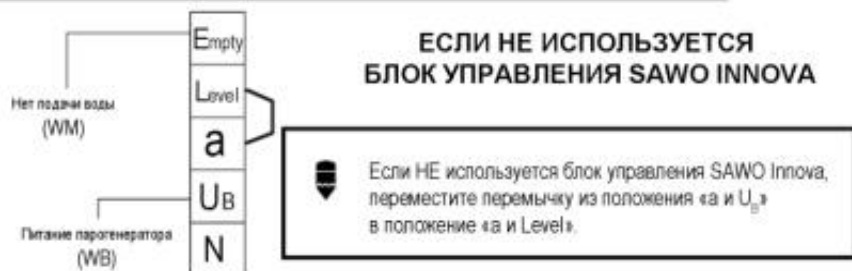 Empty
Level
a
UB
N
Нет подачи воды
(WM)
Питание парогенератора
(WB)
ЕСЛИ НЕ ИСПОЛЬЗУЕТСЯ
БЛОК УПРАВЛЕНИЯ SAWO INNOVA
Если НЕ используется блок управления SAWO Innova,
переместите перемычку из положения «а и UB»
в положение «а и Level».